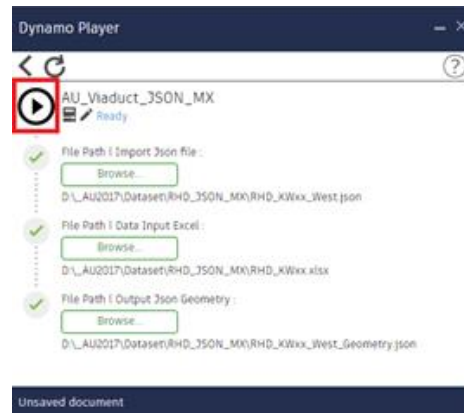 Dynamo Player
AU_Viaduct_JSON_MX
Ready
File Path | Import Json file :
Browse...
D:\_AU2017\Dataset\RHD_JSON_MX\RHD_KWxx_West.json
File Path | Data Input Excel :
Browse...
D:\_AU2017\Dataset\RHD_JSON_MX\RHD_KWxx.xlsx
File Path | Output Json Geometry :
Browse...
D:\_AU2017\Dataset\RHD_JSON_MX\RHD_KWxx_West_Geometry.json
Unsaved document